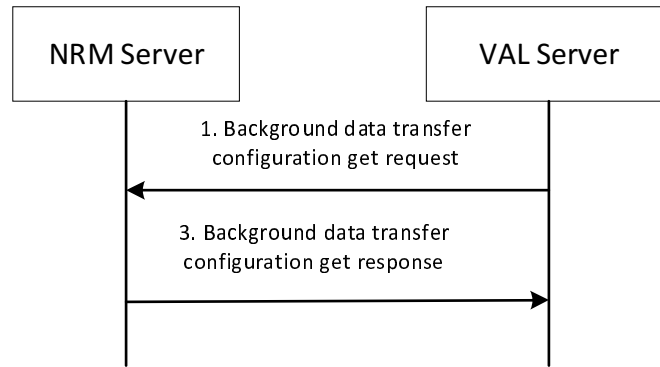 NRM Server
VAL Server
1. Background data transfer
configuration get request
3. Background data transfer
configuration get response